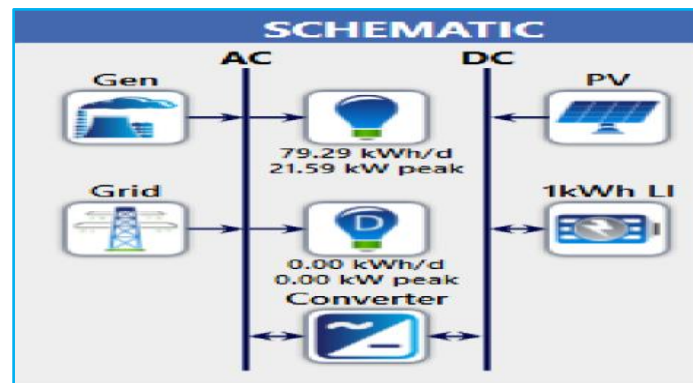 SCHEMATIC
AC
DC
Gen
PV
79.29 kWh/d
21.59 kW peak
Grid
1kWh LI
D
0.00 kWh/d
0.00 kW peak
Converter